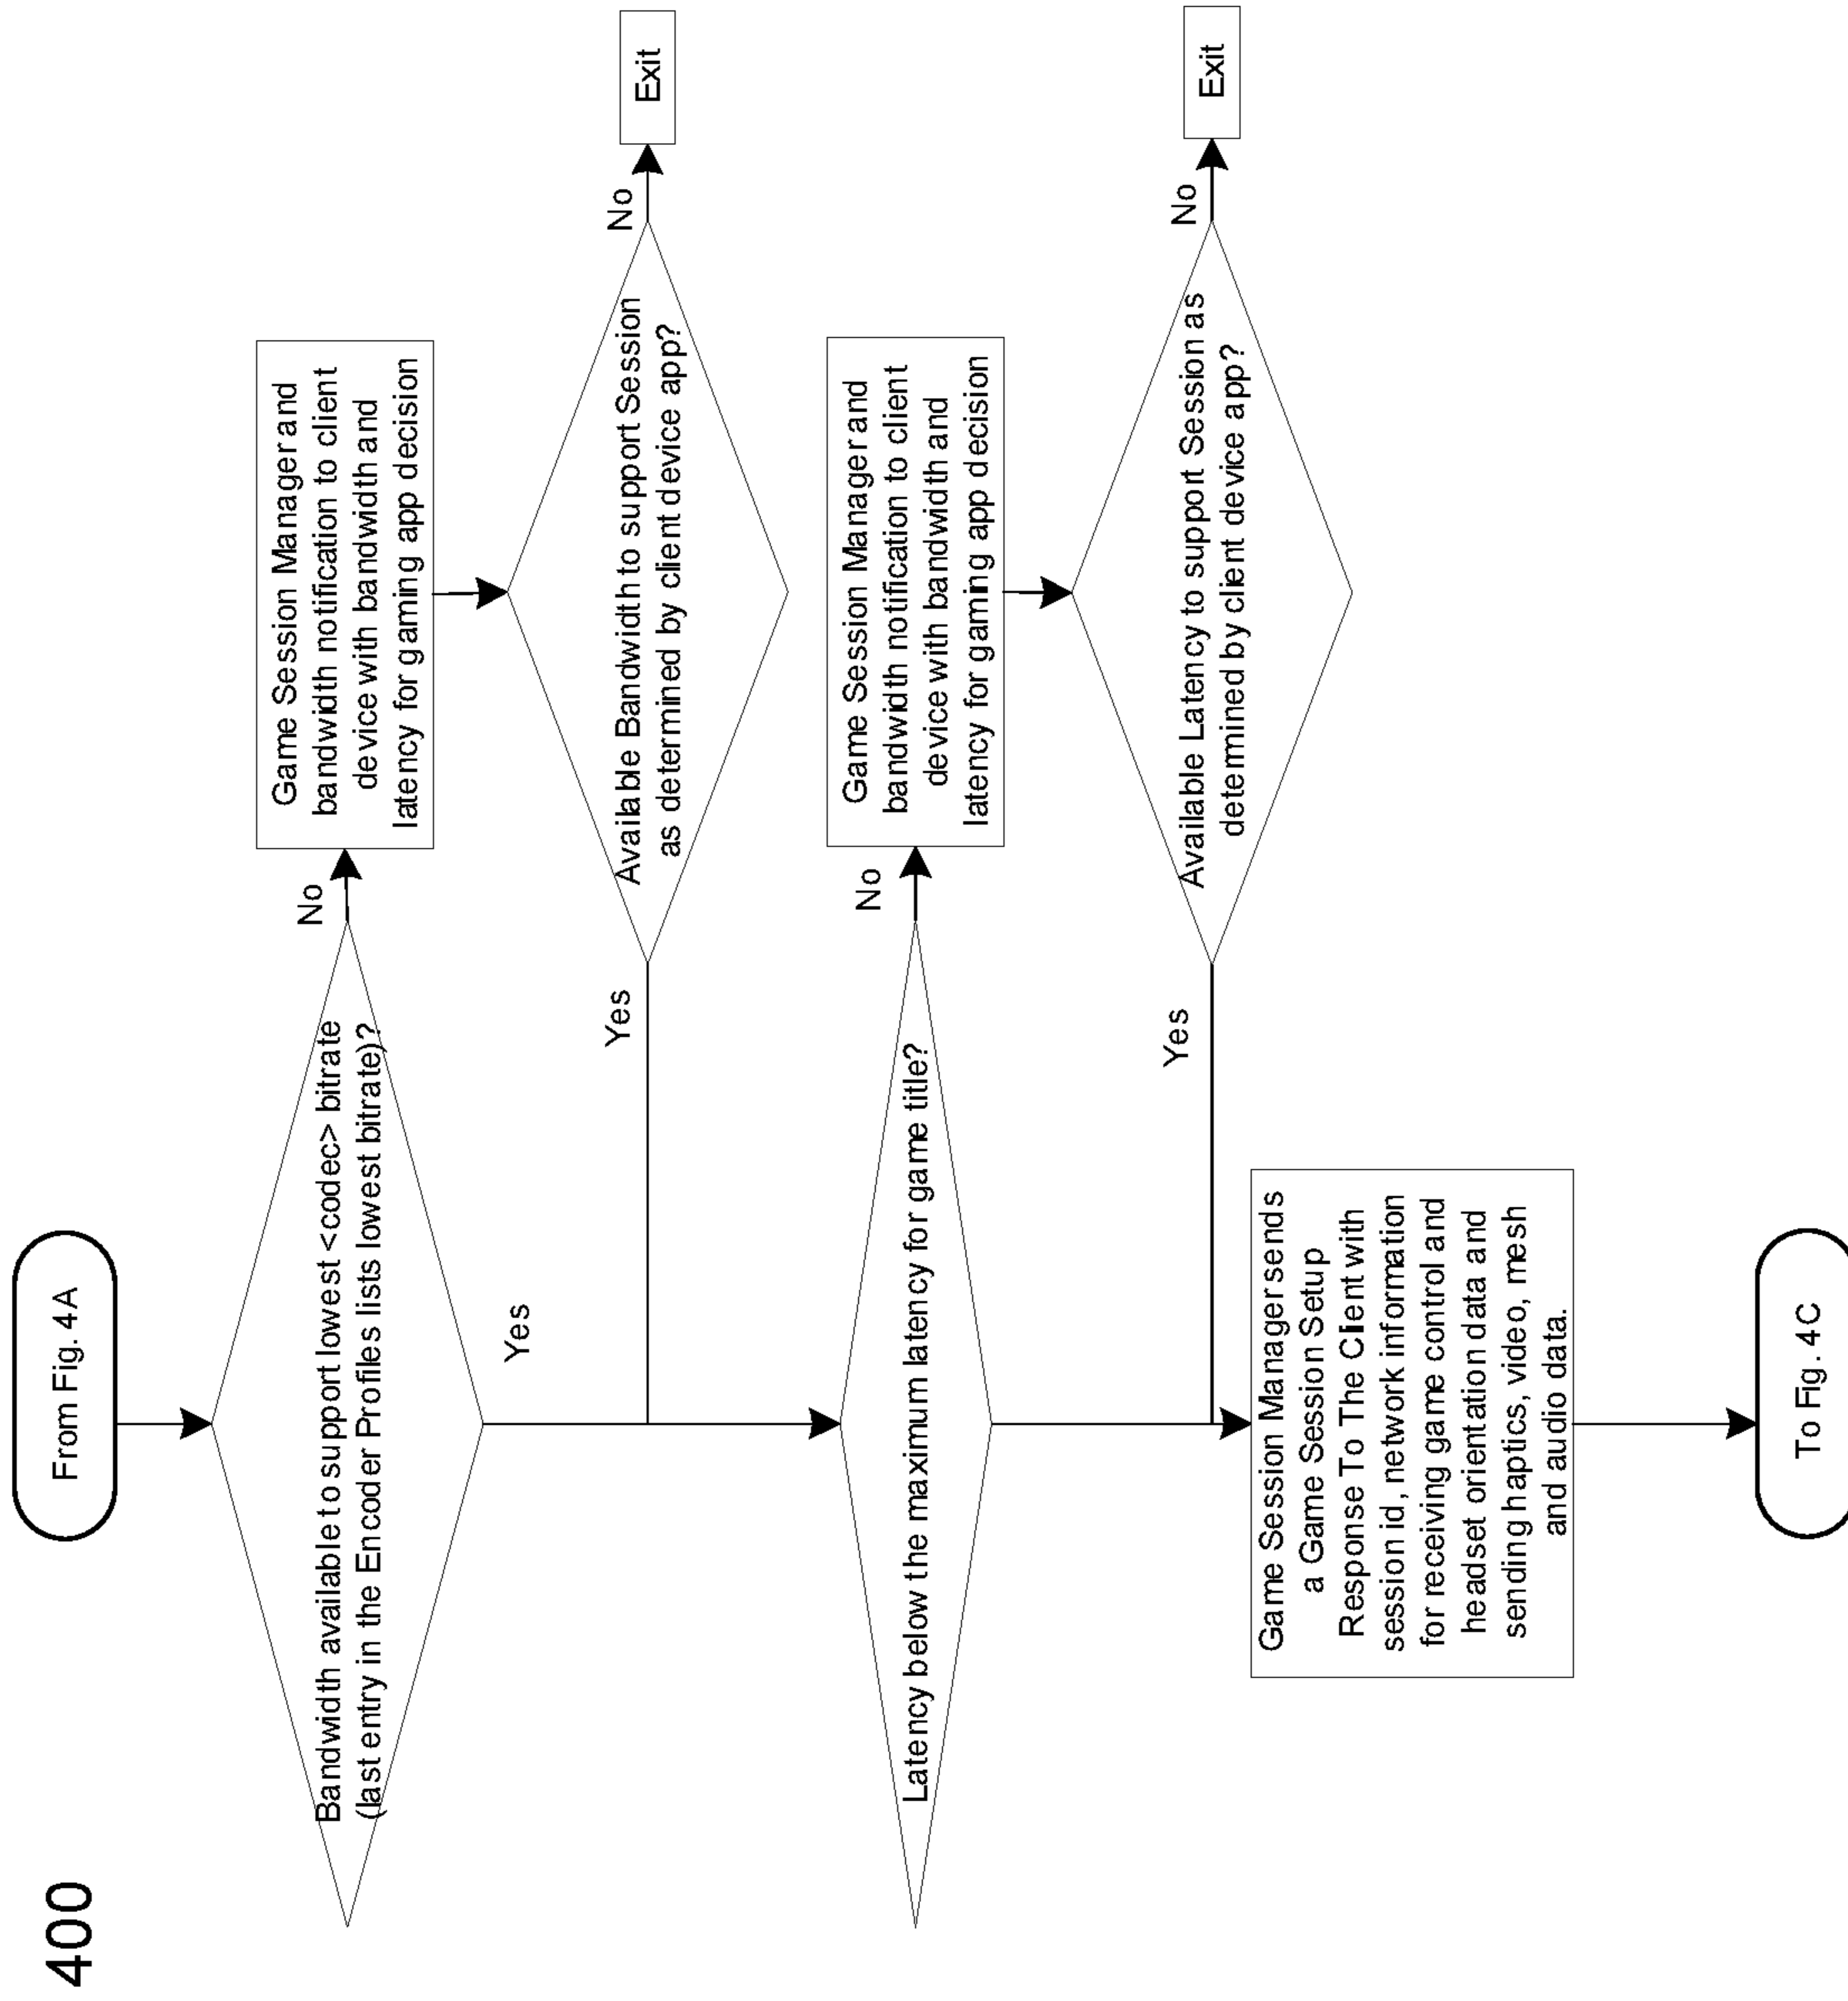 400
From Fig. 4A
Bandwidth available to support lowest <codec> bitrate
(last entry in the Encoder Profiles lists lowest bitrate)?
No
Game Session Manager and
bandwidth notification to client
device with bandwidth and
latency for gaming app decision
Yes
Available Bandwidth to support Session
as determined by client device app?
No
Exit
Yes
Latency below the maximum latency for game title?
No
Game Session Manager and
bandwidth notification to client
device with bandwidth and
latency for gaming app decision
Available Latency to support Session as
determined by client device app?
No
Exit
Yes
Game Session Manager sends
a Game Session Setup
Response To The Client with
session id, network information
for receiving game control and
headset orientation data and
sending haptics, video, mesh
and audio data.
To Fig. 4C